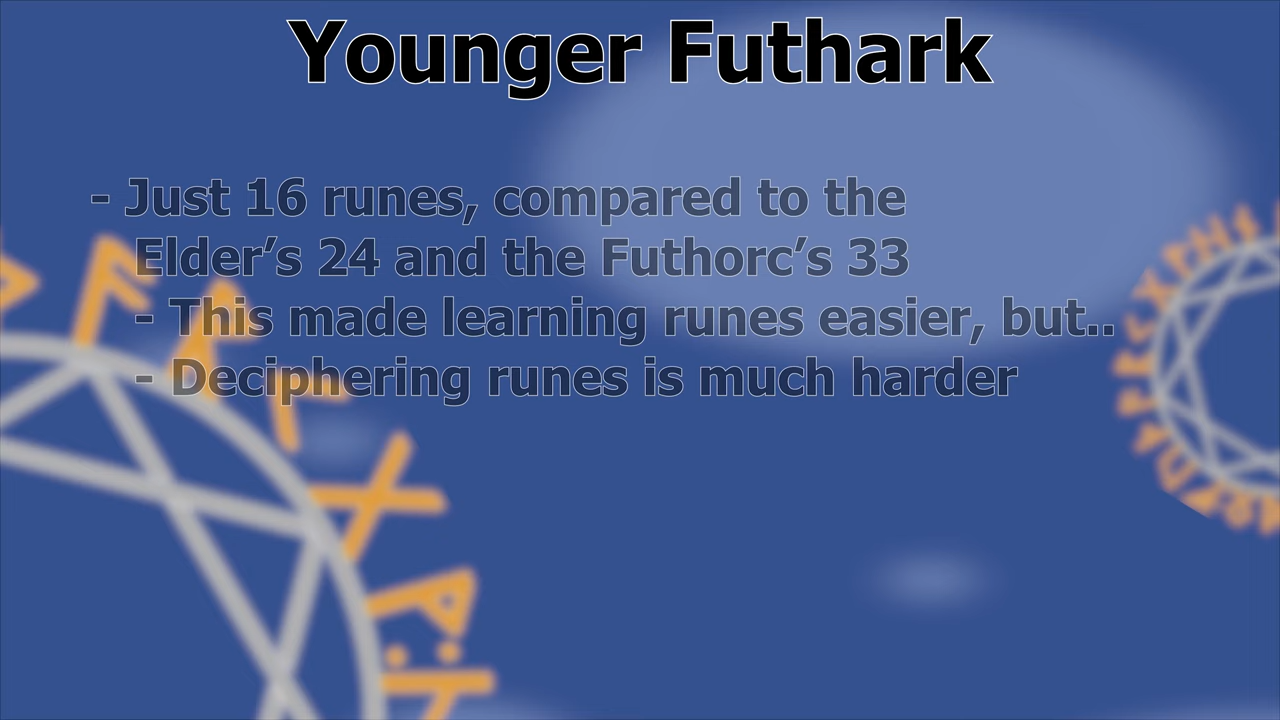 Younger Futhark
- Just 16 runes, compared to the
Elder’s 24 and the Futhorc’s 33
- This made learning runes easier, but..
- Deciphering runes is much harder